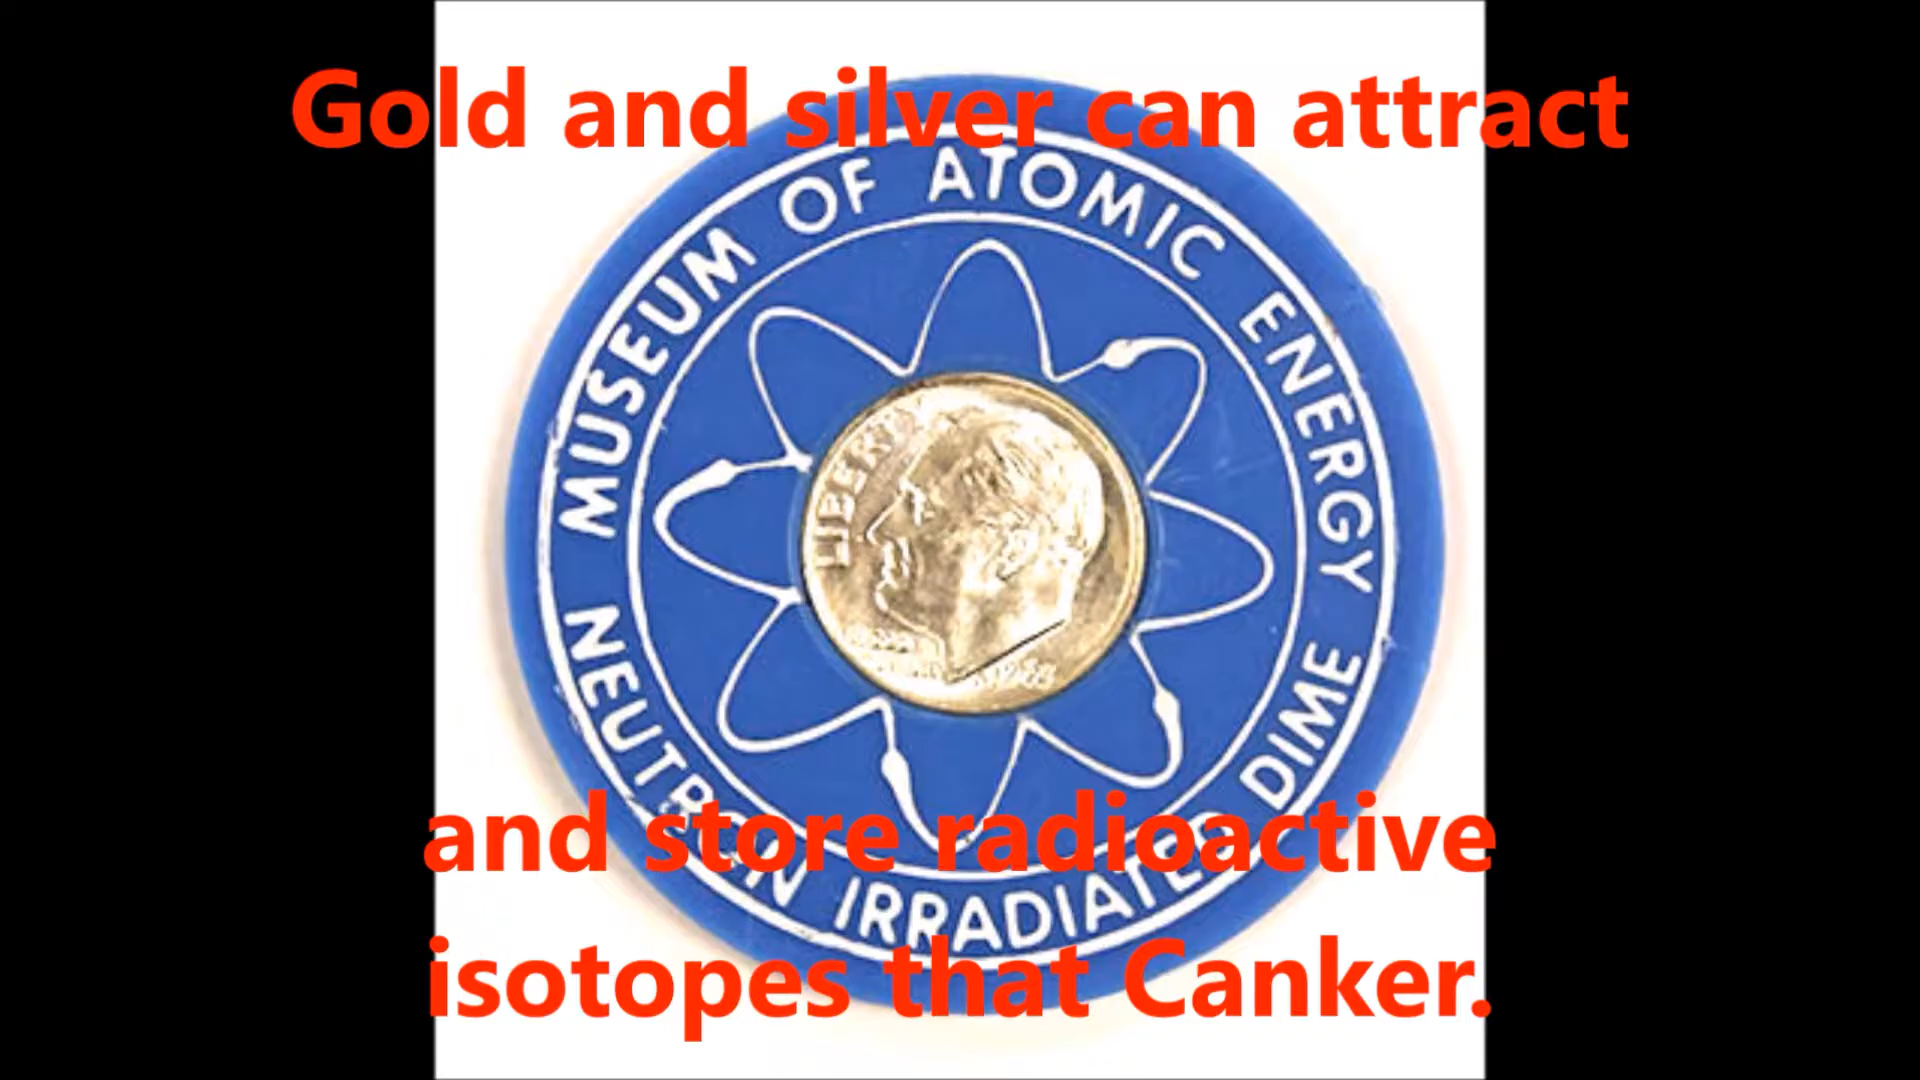 Gold and silver can attract
MUSEUM OF ATOMIC ENERGY
LIBERTY
NEUTRON IRRADIATED DIME
and store radioactive
isotopes that Canker.